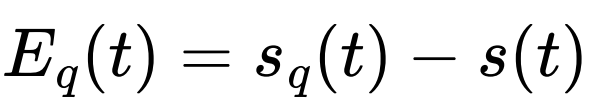 E_q(t) = s_q(t) − s(t)